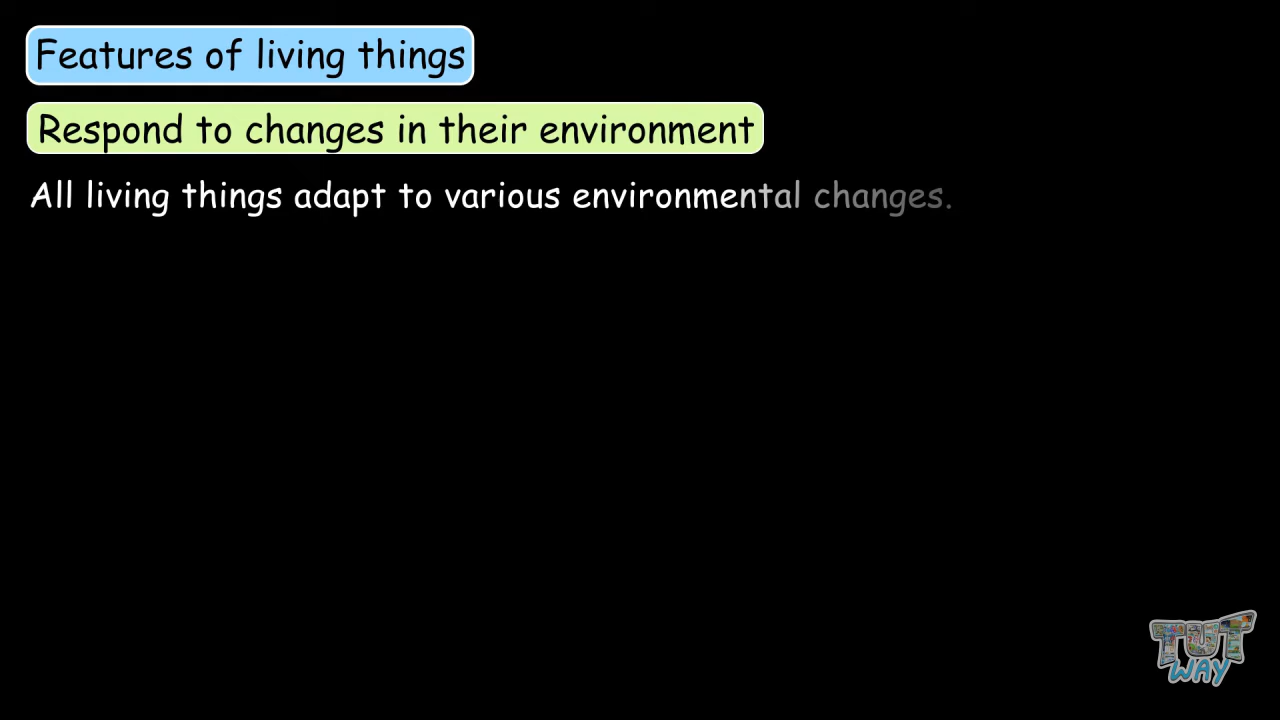 Features of living things
Respond to changes in their environment
All living things adapt to various environmental changes.
TUT
WAY